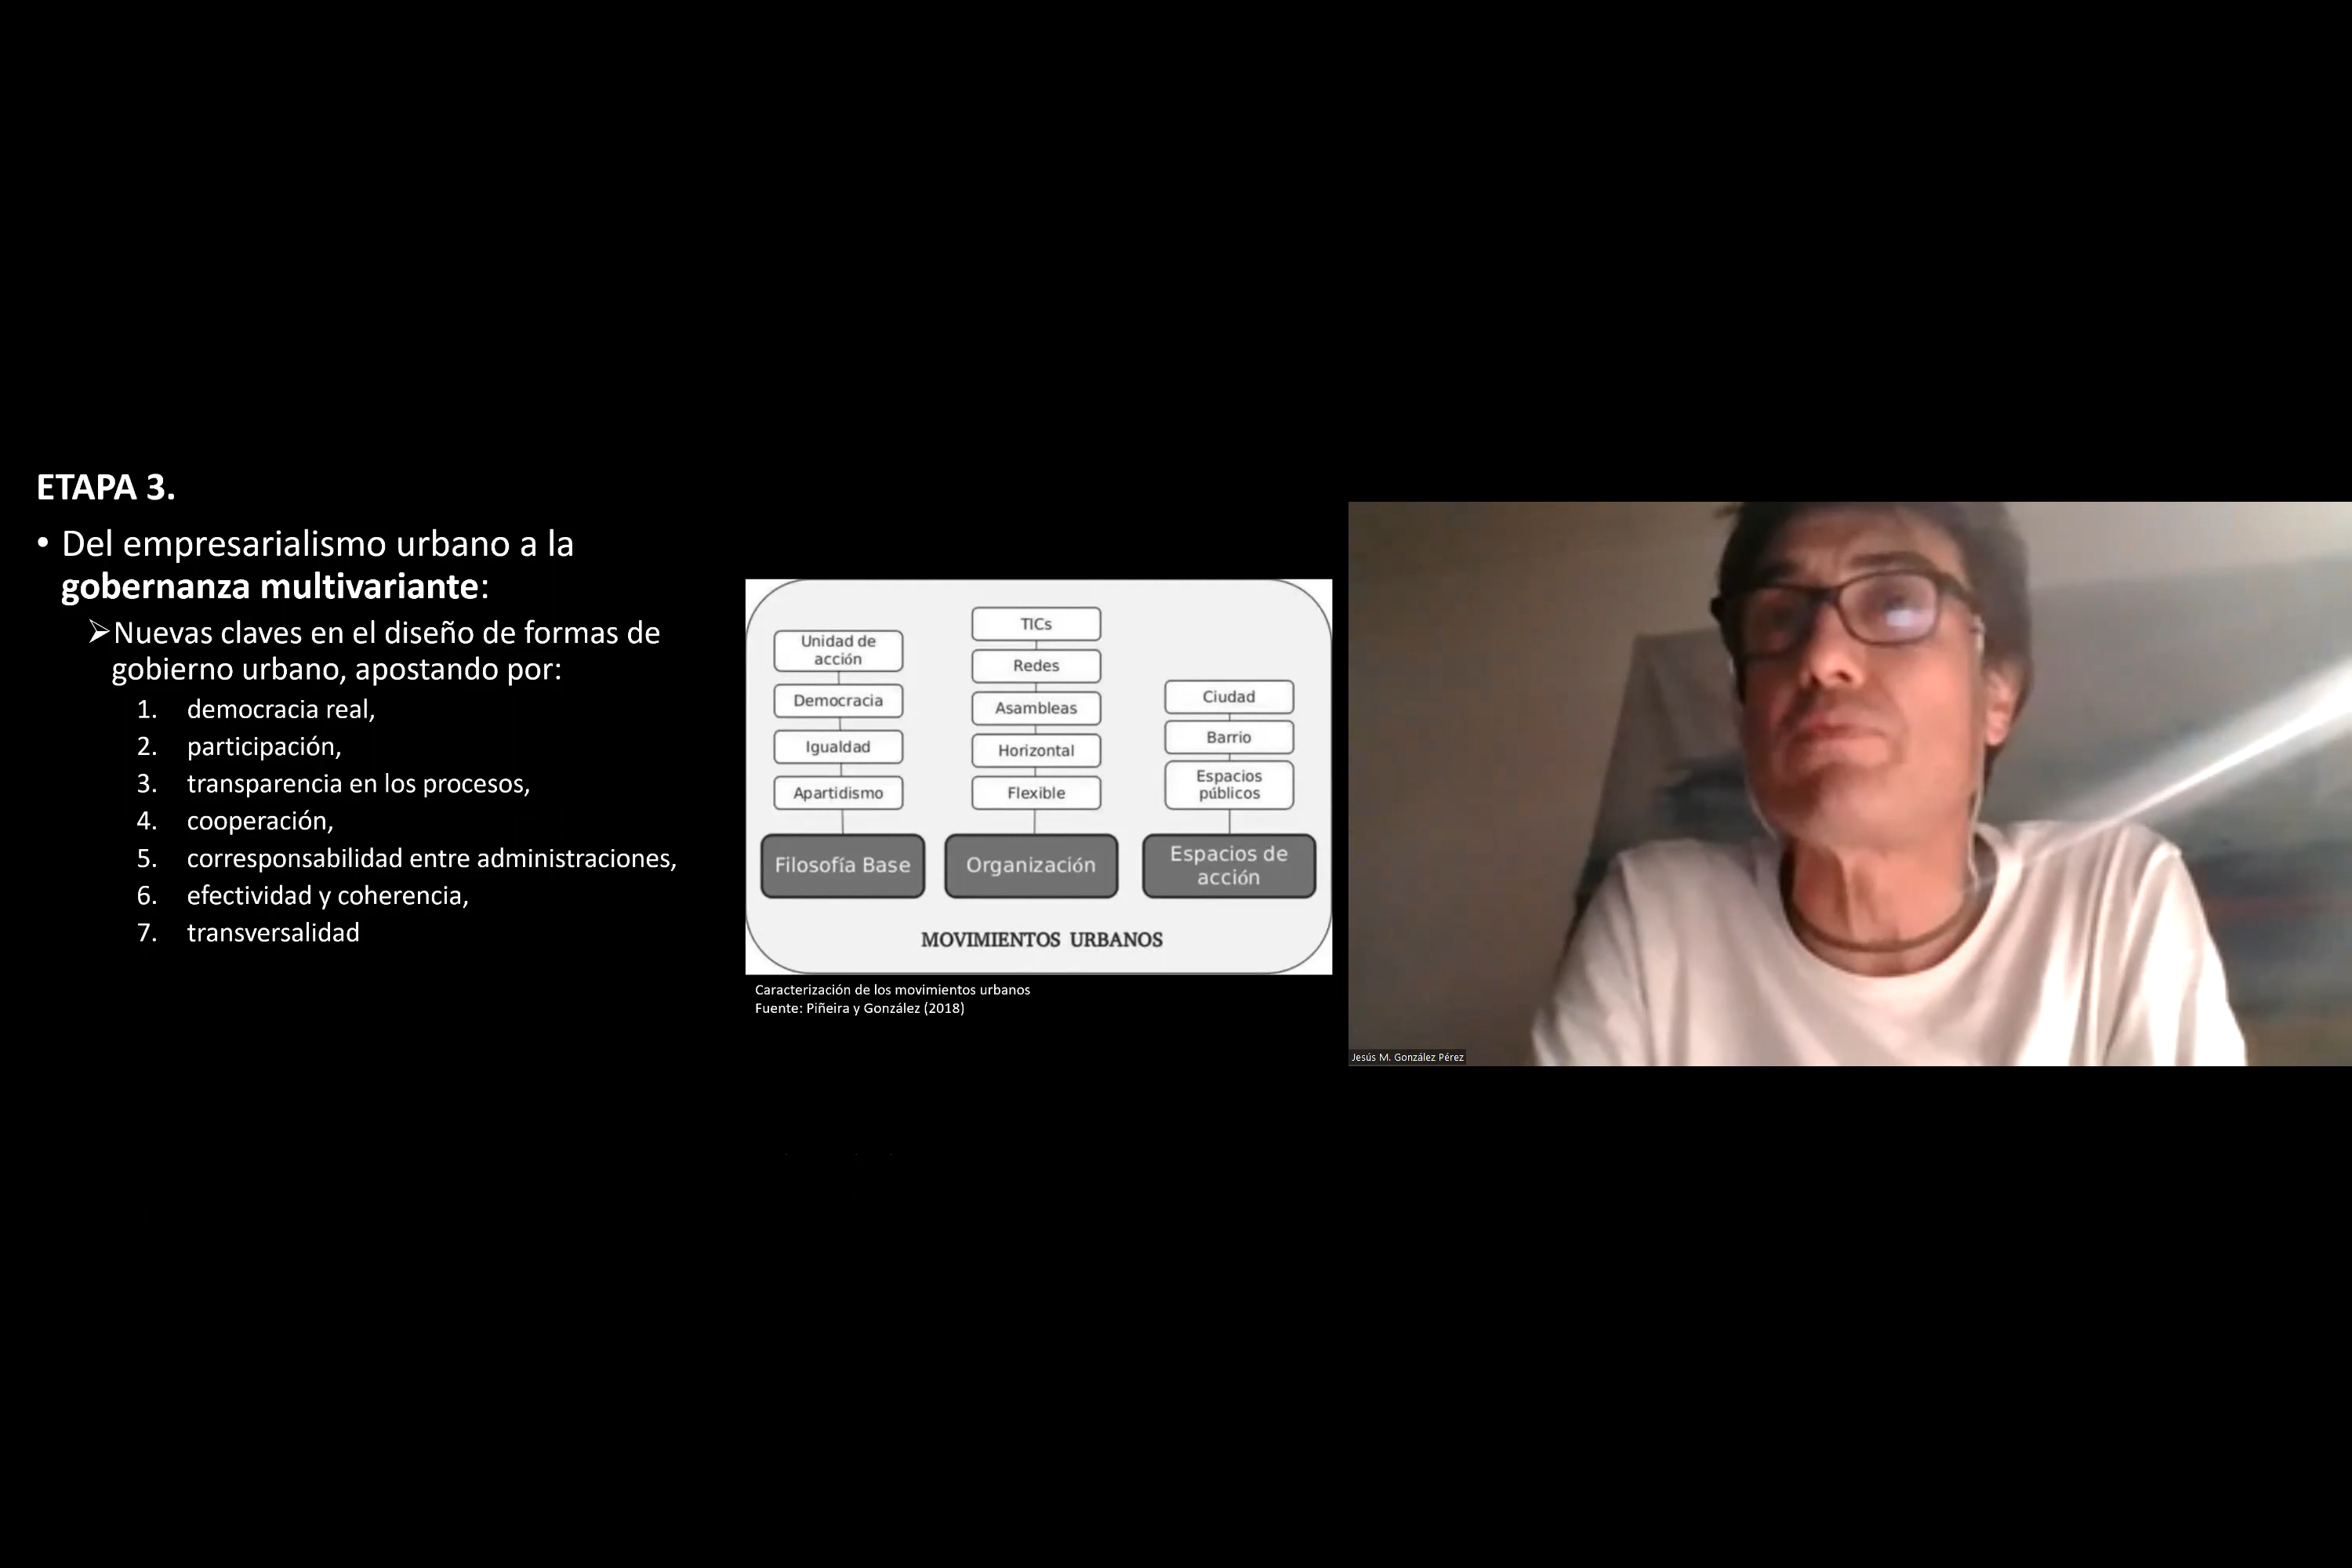 ETAPA 3.
• Del empresarialismo urbano a la
gobernanza multivariante:
➢Nuevas claves en el diseño de formas de
gobierno urbano, apostando por:
1. democracia real,
2. participación,
3. transparencia en los procesos,
4. cooperación,
5. corresponsabilidad entre administraciones,
6. efectividad y coherencia,
7. transversalidad
Unidad de
acción
Democracia
Igualdad
Apartidismo
Filosofía Base
TICs
Redes
Asambleas
Horizontal
Flexible
Organización
Ciudad
Barrio
Espacios
públicos
Espacios de
acción
MOVIMIENTOS URBANOS
Caracterización de los movimientos urbanos
Fuente: Piñeira y González (2018)
Jesús M. González Pérez